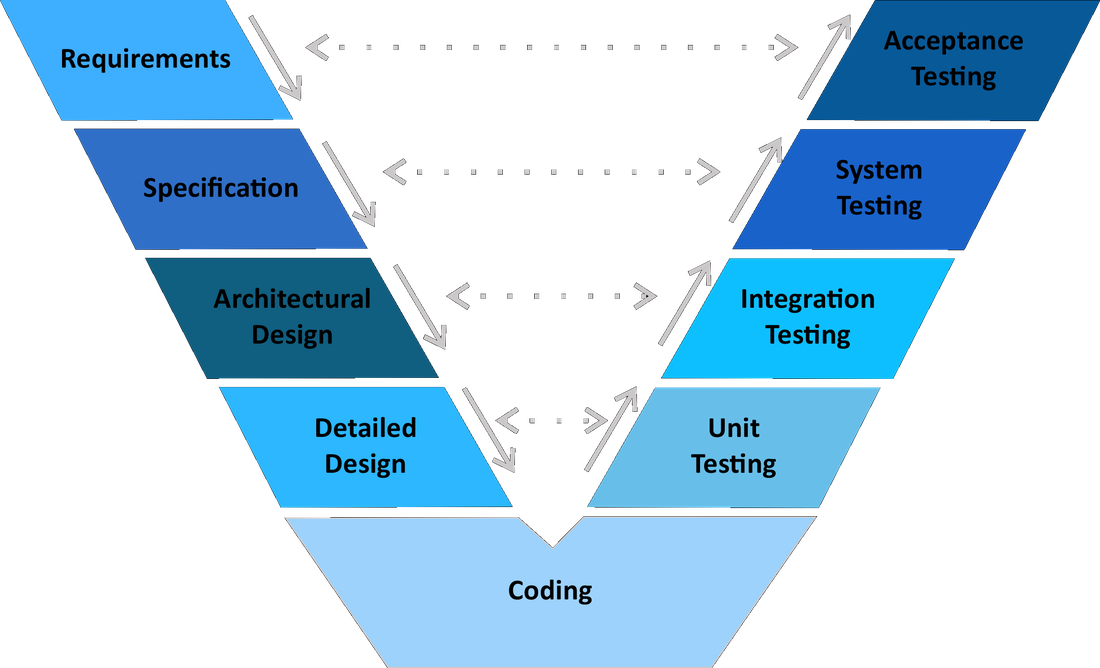 Requirements
Acceptance
Testing
Specification
System
Testing
Architectural
Design
Integration
Testing
Detailed
Design
Unit
Testing
Coding